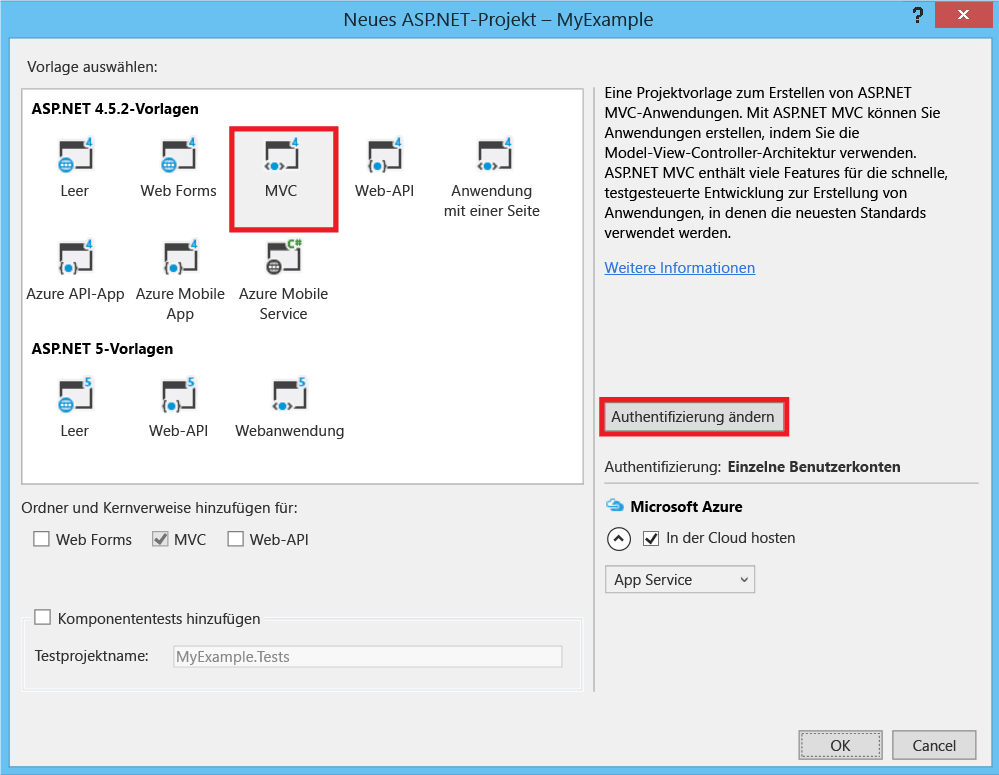 Neues ASP.NET-Projekt – MyExample
?
Vorlage auswählen:
ASP.NET 4.5.2-Vorlagen
4 4 4 4 4
Leer Web Forms MVC Web-API Anwendung
mit einer Seite
4 4 C#
Azure API-App Azure Mobile Azure Mobile
App Service
ASP.NET 5-Vorlagen
5 5 5
Leer Web-API Webanwendung
Eine Projektvorlage zum Erstellen von ASP.NET
MVC-Anwendungen. Mit ASP.NET MVC können Sie
Anwendungen erstellen, indem Sie die
Model-View-Controller-Architektur verwenden.
ASP.NET MVC enthält viele Features für die schnelle,
testgesteuerte Entwicklung zur Erstellung von
Anwendungen, in denen die neuesten Standards
verwendet werden.
Weitere Informationen
Authentifizierung ändern
Authentifizierung: Einzelne Benutzerkonten
Microsoft Azure
In der Cloud hosten
App Service
Ordner und Kernverweise hinzufügen für:
Web Forms MVC Web-API
Komponententests hinzufügen
Testprojektname: MyExample.Tests
OK Cancel